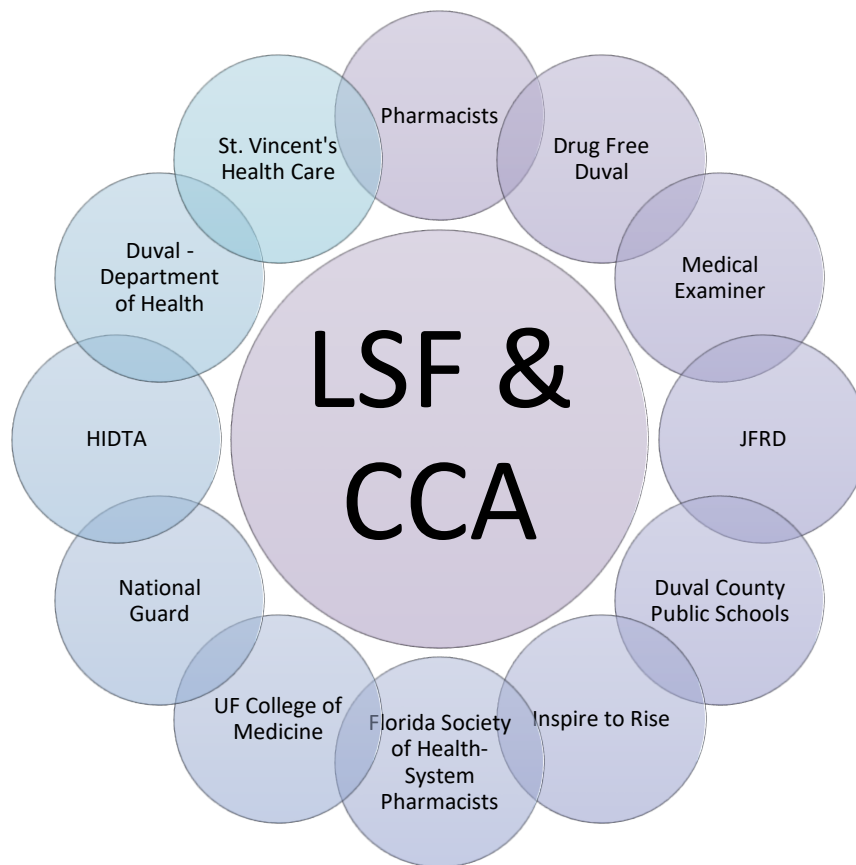 Pharmacists
Drug Free
Duval
Medical
Examiner
JFRD
Duval County
Public Schools
Inspire to Rise
Florida Society
of Health-
System
Pharmacists
UF College of
Medicine
National
Guard
HIDTA
Duval -
Department
of Health
St. Vincent's
Health Care
LSF &
CCA